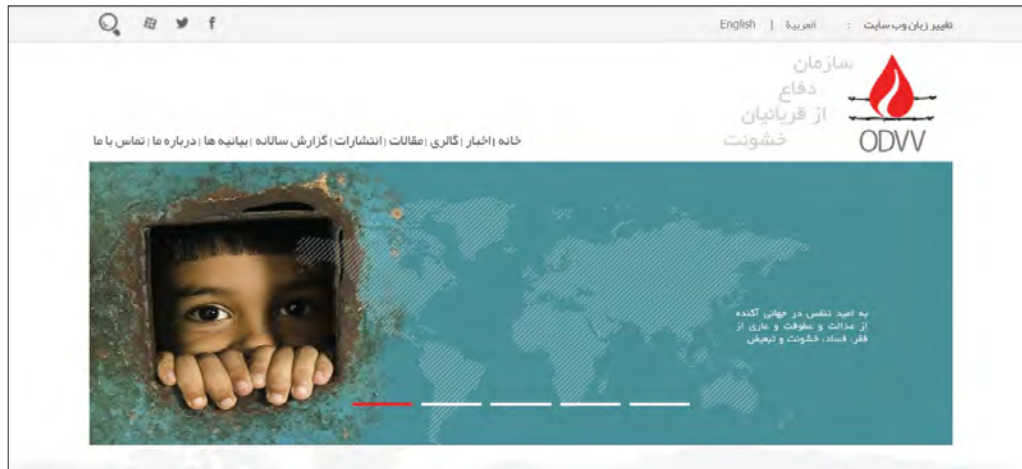 تغییر زبان وب سایت : العربية | English
سازمان
دفاع
از قربانیان
خشونت
ODVV
خانه | اخبار | گالری | مقالات | انتشارات | گزارش سالانه | بیانیه ها | درباره ما | تماس با ما
به امید تنفس در جهانی آکنده
از عدالت و عطوفت و عاری از
فقر، فساد، خشونت و تبعیض